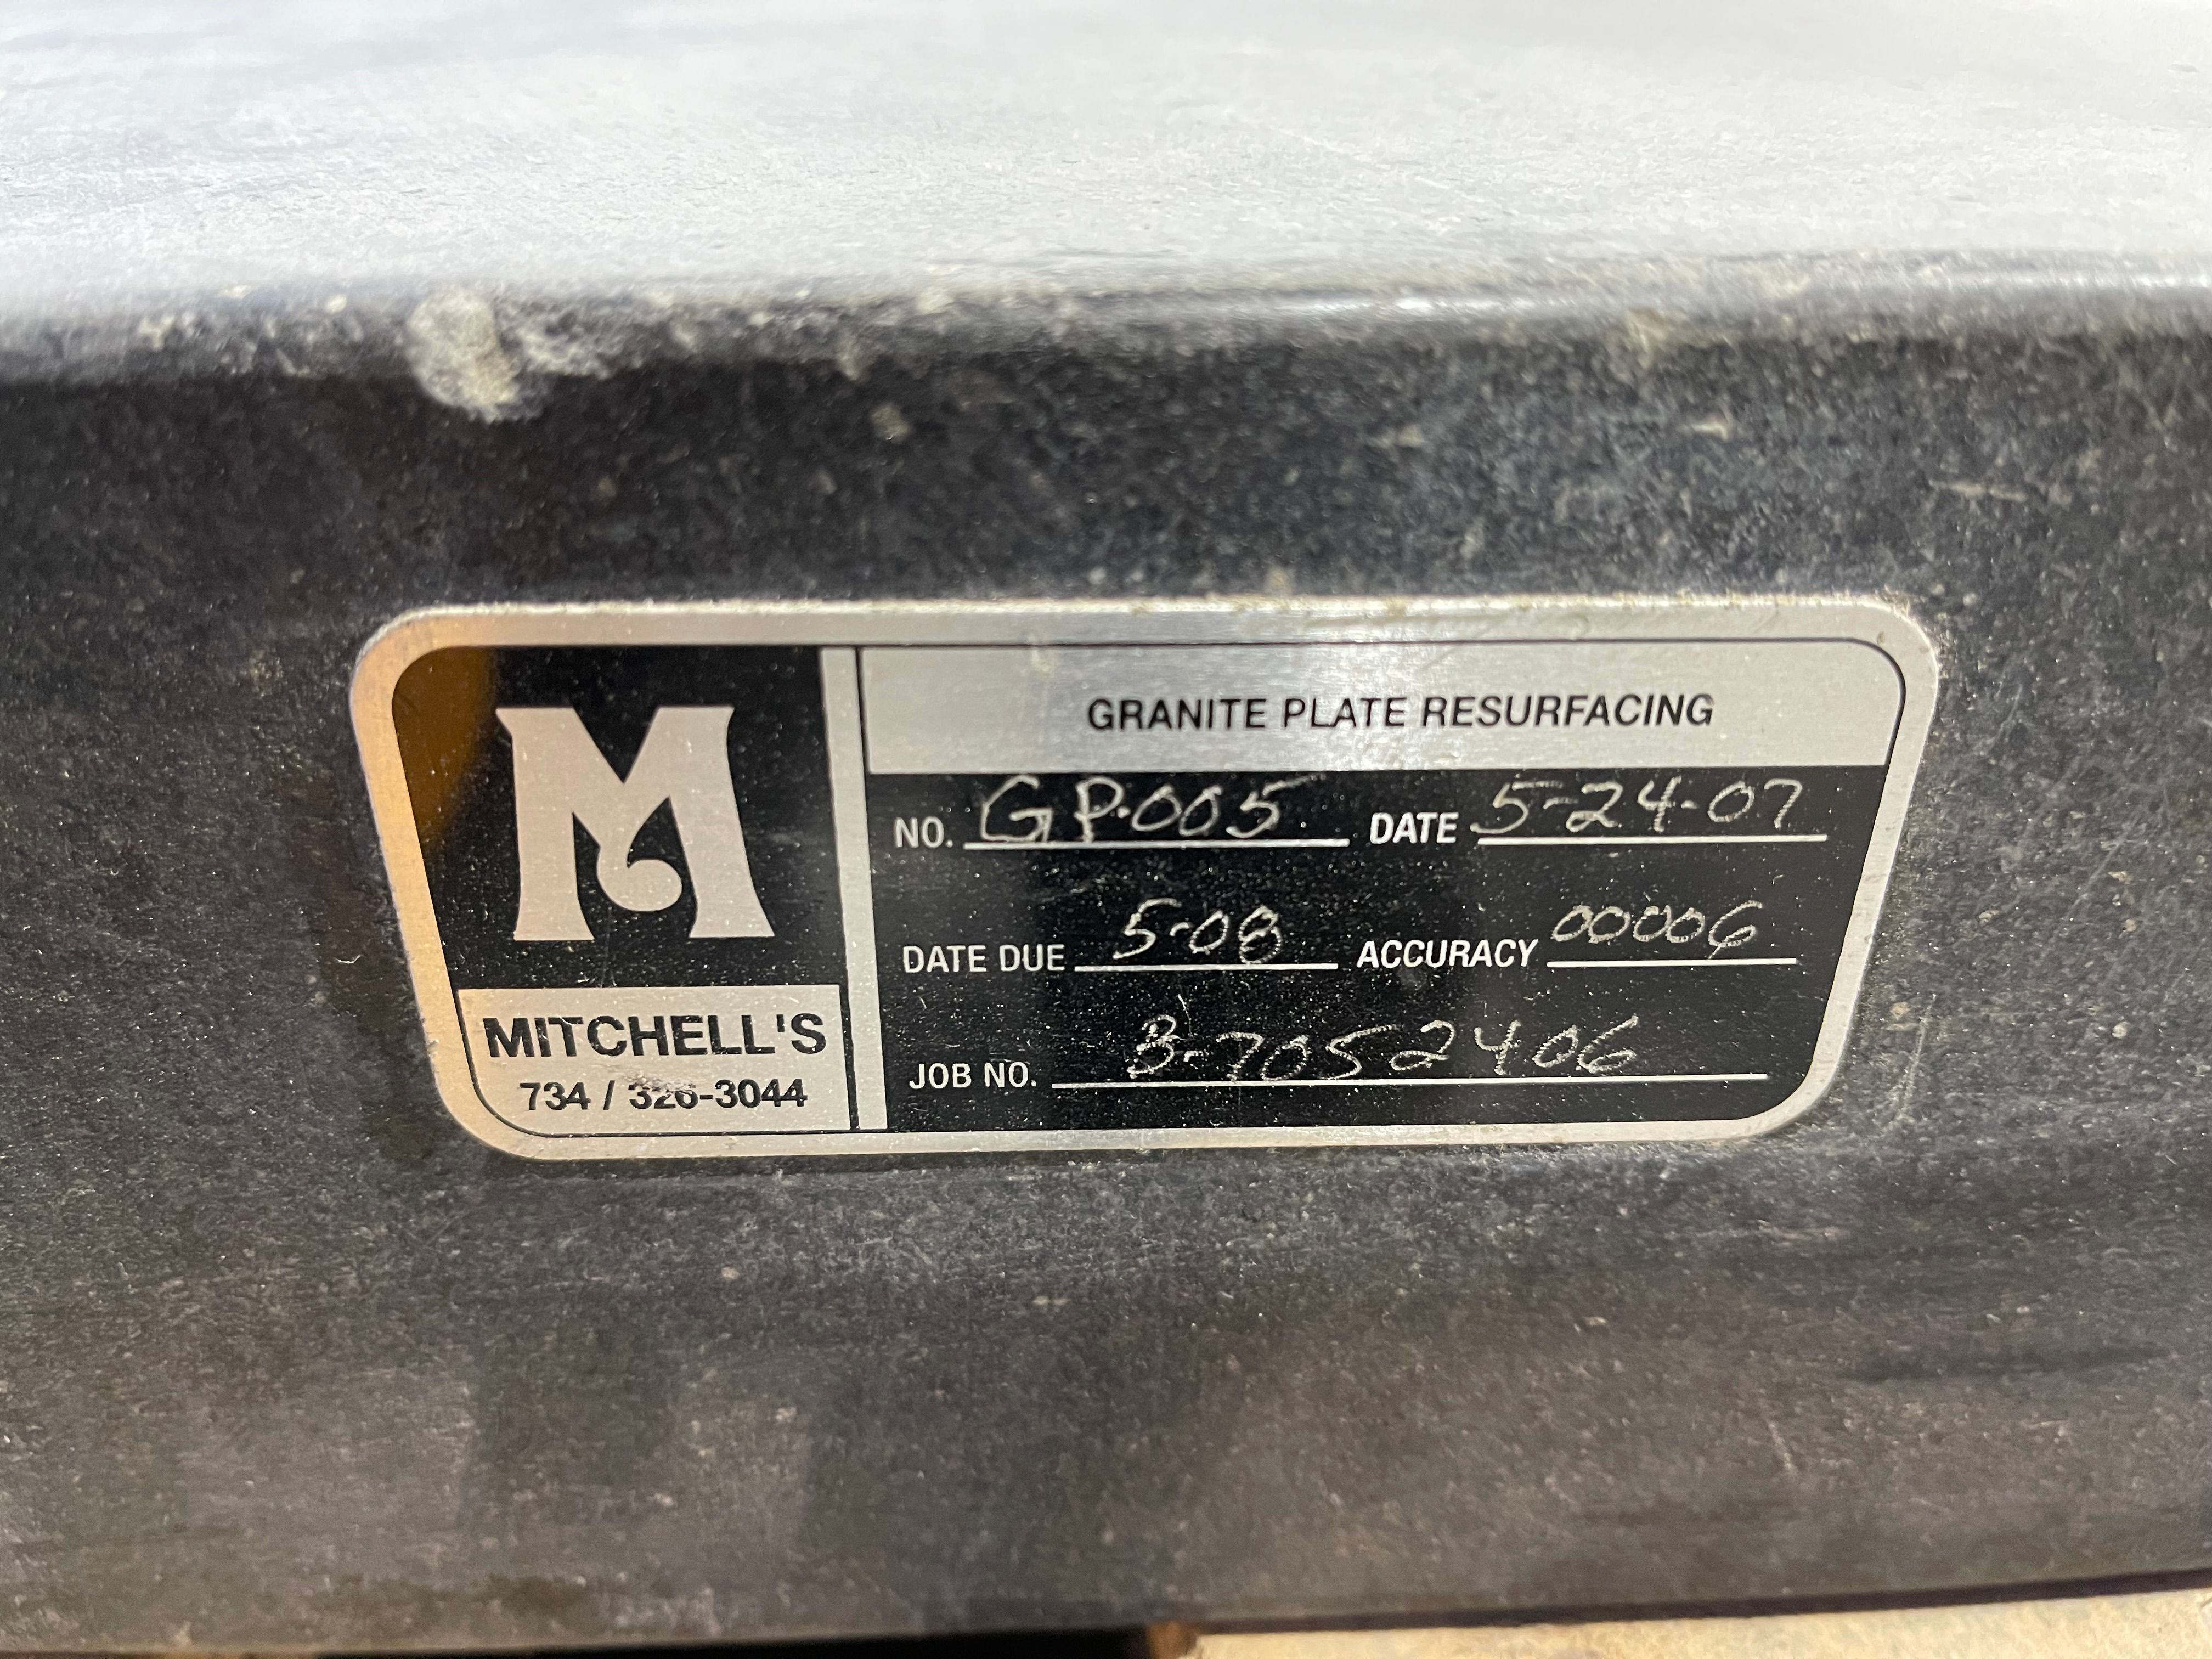 M
MITCHELL'S
734 / 326-3044
GRANITE PLATE RESURFACING
NO. GP-005 DATE 5-24-07
DATE DUE 5-08 ACCURACY 00006
JOB NO. B-7052406